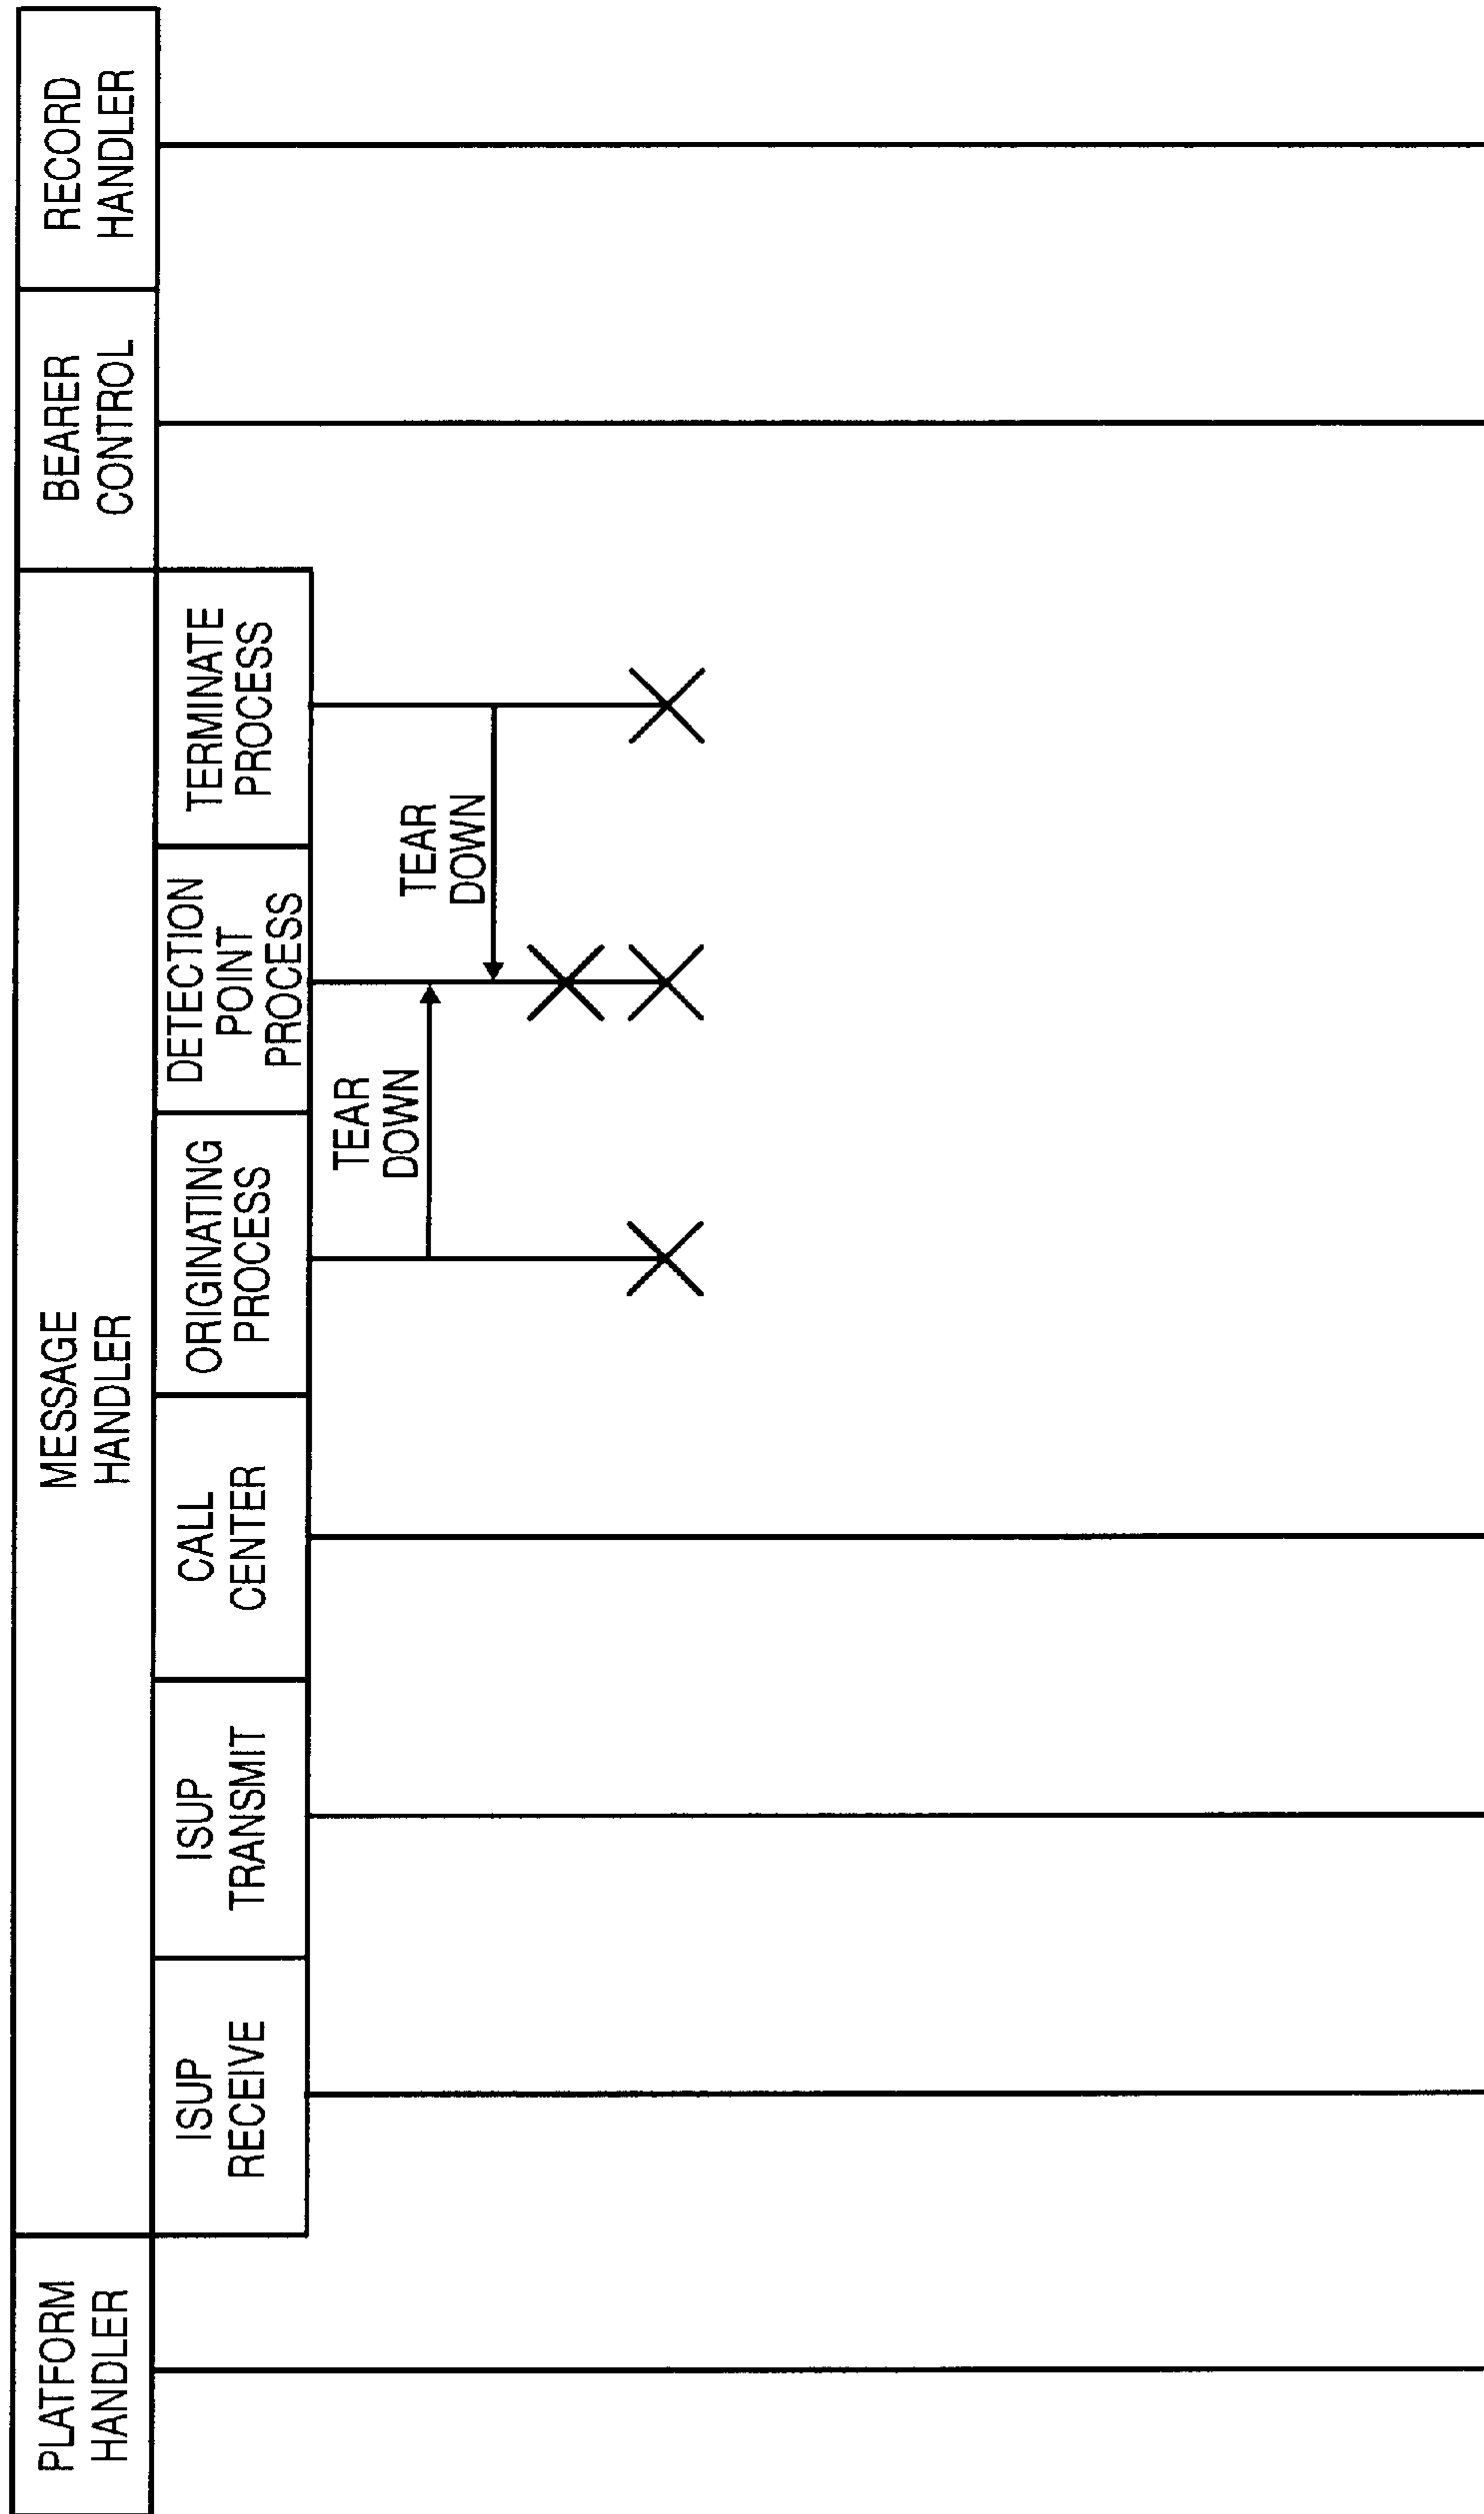 PLATFORM
HANDLER
MESSAGE
HANDLER
BEARER
CONTROL
RECORD
HANDLER
ISUP
RECEIVE
ISUP
TRANSMIT
CALL
CENTER
ORIGINATING
PROCESS
DETECTION
POINT
PROCESS
TERMINATE
PROCESS
TEAR
DOWN
TEAR
DOWN